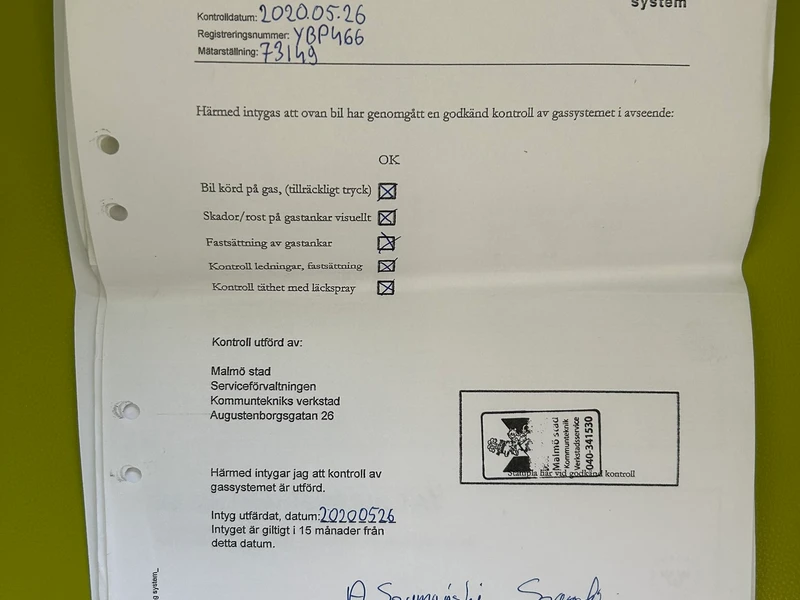 system
Kontrolldatum: 2020.05.26
Registreringsnummer: YBP466
Mätarställning: 73149
Härmed intygas att ovan bil har genomgått en godkänd kontroll av gassystemet i avseende:
OK
Bil körd på gas, (tillräckligt tryck)
Skador/rost på gastankar visuellt
Fastsättning av gastankar
Kontroll ledningar, fastsättning
Kontroll täthet med läckspray
Kontroll utförd av:
Malmö stad
Serviceförvaltningen
Kommuntekniks verkstad
Augustenborgsgatan 26
Malmö stad
Kommunteknik
Verkstadsservice
040-341530
Stämpla här vid godkänd kontroll
Härmed intygar jag att kontroll av
gassystemet är utförd.
Intyg utfärdat, datum:20200526
Intyget är giltigt i 15 månader från
detta datum.
g system_